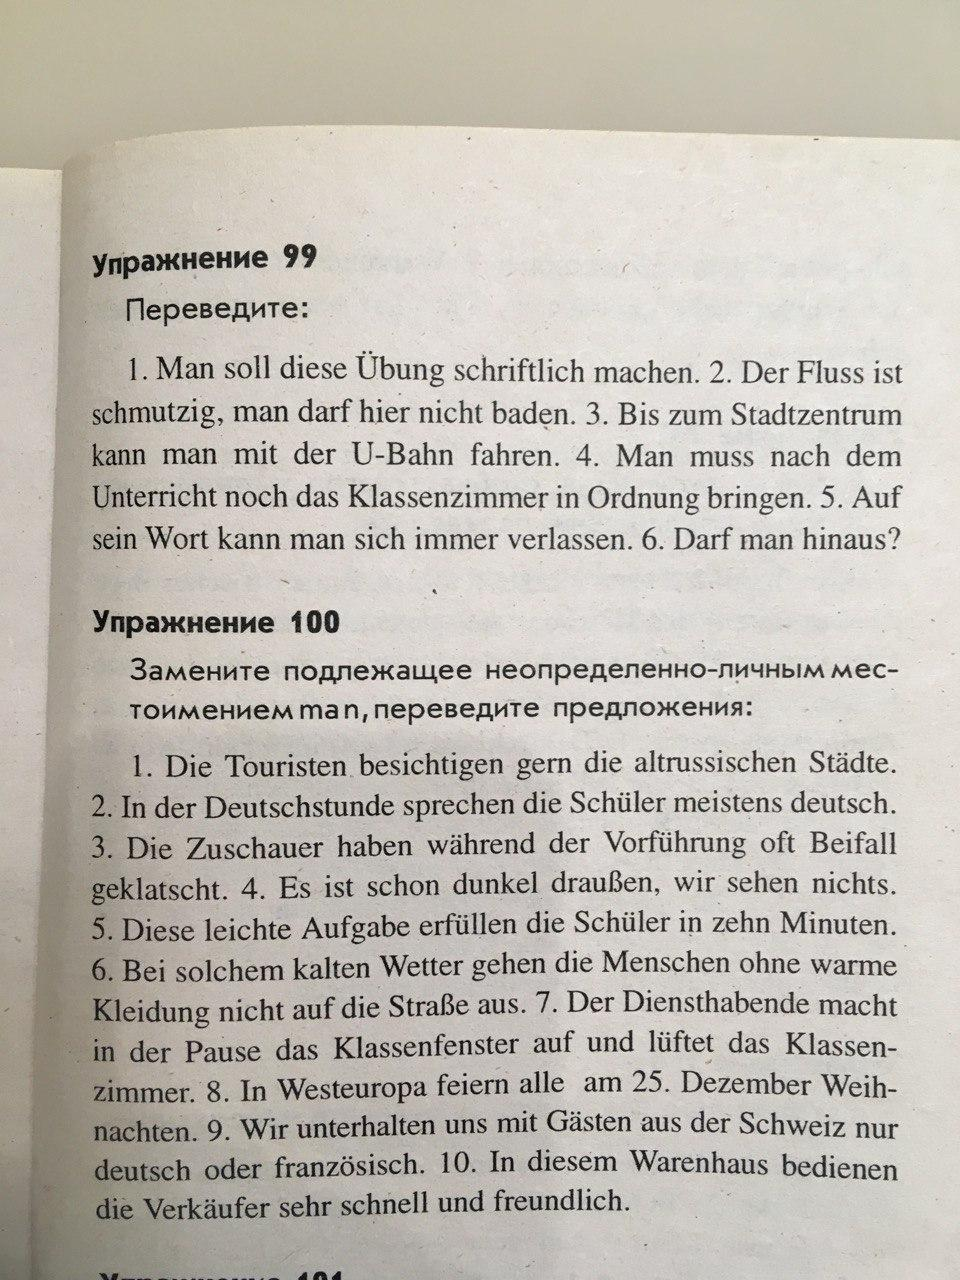 Упражнение 99
Переведите:
1. Man soll diese Übung schriftlich machen. 2. Der Fluss ist
schmutzig, man darf hier nicht baden. 3. Bis zum Stadtzentrum
kann man mit der U-Bahn fahren. 4. Man muss nach dem
Unterricht noch das Klassenzimmer in Ordnung bringen. 5. Auf
sein Wort kann man sich immer verlassen. 6. Darf man hinaus?
Упражнение 100
Замените подлежащее неопределенно-личным мес-
тоимением man, переведите предложения:
1. Die Touristen besichtigen gern die altrussischen Städte.
2. In der Deutschstunde sprechen die Schüler meistens deutsch.
3. Die Zuschauer haben während der Vorführung oft Beifall
geklatscht. 4. Es ist schon dunkel draußen, wir sehen nichts.
5. Diese leichte Aufgabe erfüllen die Schüler in zehn Minuten.
6. Bei solchem kalten Wetter gehen die Menschen ohne warme
Kleidung nicht auf die Straße aus. 7. Der Diensthabende macht
in der Pause das Klassenfenster auf und lüftet das Klassen-
zimmer. 8. In Westeuropa feiern alle am 25. Dezember Weih-
nachten. 9. Wir unterhalten uns mit Gästen aus der Schweiz nur
deutsch oder französisch. 10. In diesem Warenhaus bedienen
die Verkäufer sehr schnell und freundlich.
Упражнение 101